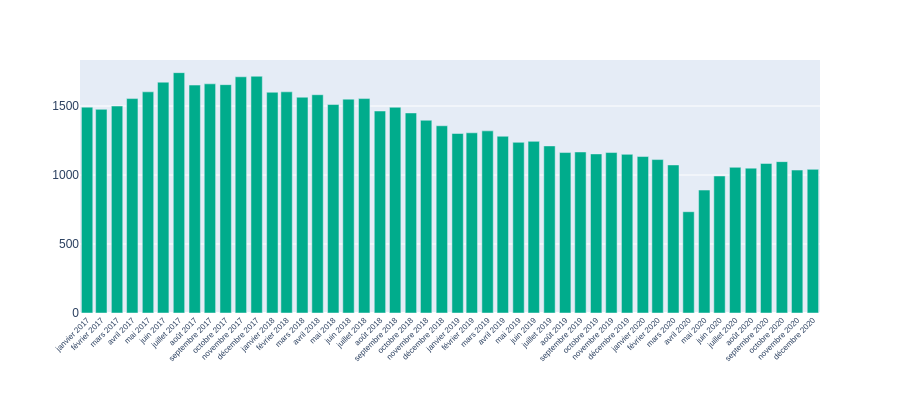 1500
1000
500
0
janvier 2017
février 2017
mars 2017
avril 2017
mai 2017
juin 2017
juillet 2017
août 2017
septembre 2017
octobre 2017
novembre 2017
décembre 2017
janvier 2018
février 2018
mars 2018
avril 2018
mai 2018
juin 2018
juillet 2018
août 2018
septembre 2018
octobre 2018
novembre 2018
décembre 2018
janvier 2019
février 2019
mars 2019
avril 2019
mai 2019
juin 2019
juillet 2019
août 2019
septembre 2019
octobre 2019
novembre 2019
décembre 2019
janvier 2020
février 2020
mars 2020
avril 2020
mai 2020
juin 2020
juillet 2020
août 2020
septembre 2020
octobre 2020
novembre 2020
décembre 2020